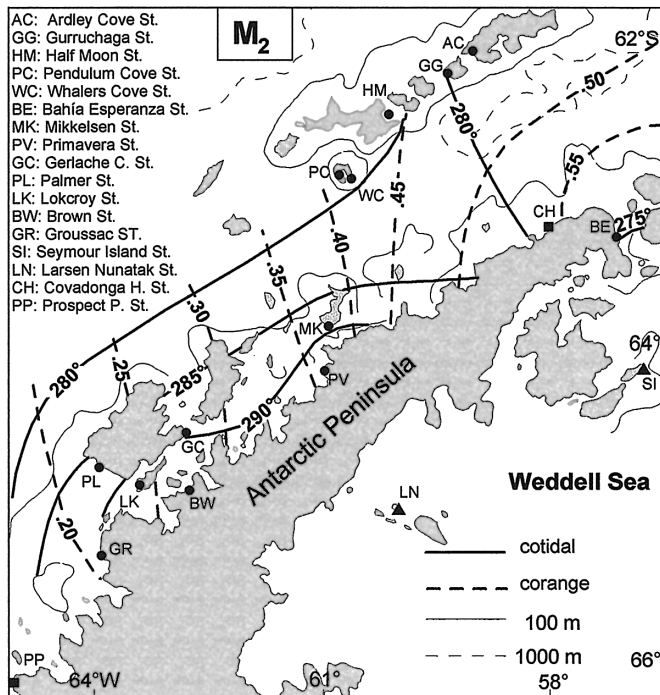 AC: Ardley Cove St.
GG: Gurruchaga St.
HM: Half Moon St.
PC: Pendulum Cove St.
WC: Whalers Cove St.
BE: Bahía Esperanza St.
MK: Mikkelsen St.
PV: Primavera St.
GC: Gerlache C. St.
PL: Palmer St.
LK: Lokcroy St.
BW: Brown St.
GR: Groussac ST.
SI: Seymour Island St.
LN: Larsen Nunatak St.
CH: Covadonga H. St.
PP: Prospect P. St.
M2
AC
62°S
GG
.50
HM
280°
PC
WC
.45
.55
CH
BE
275°
.40
.35
.30
MK
64°
280°
.25
285°
PV
SI
290°
GC
Antarctic Peninsula
PL
LK
BW
Weddell Sea
LN
.20
GR
cotidal
corange
100 m
1000 m
PP
66°
64°W
61°
58°